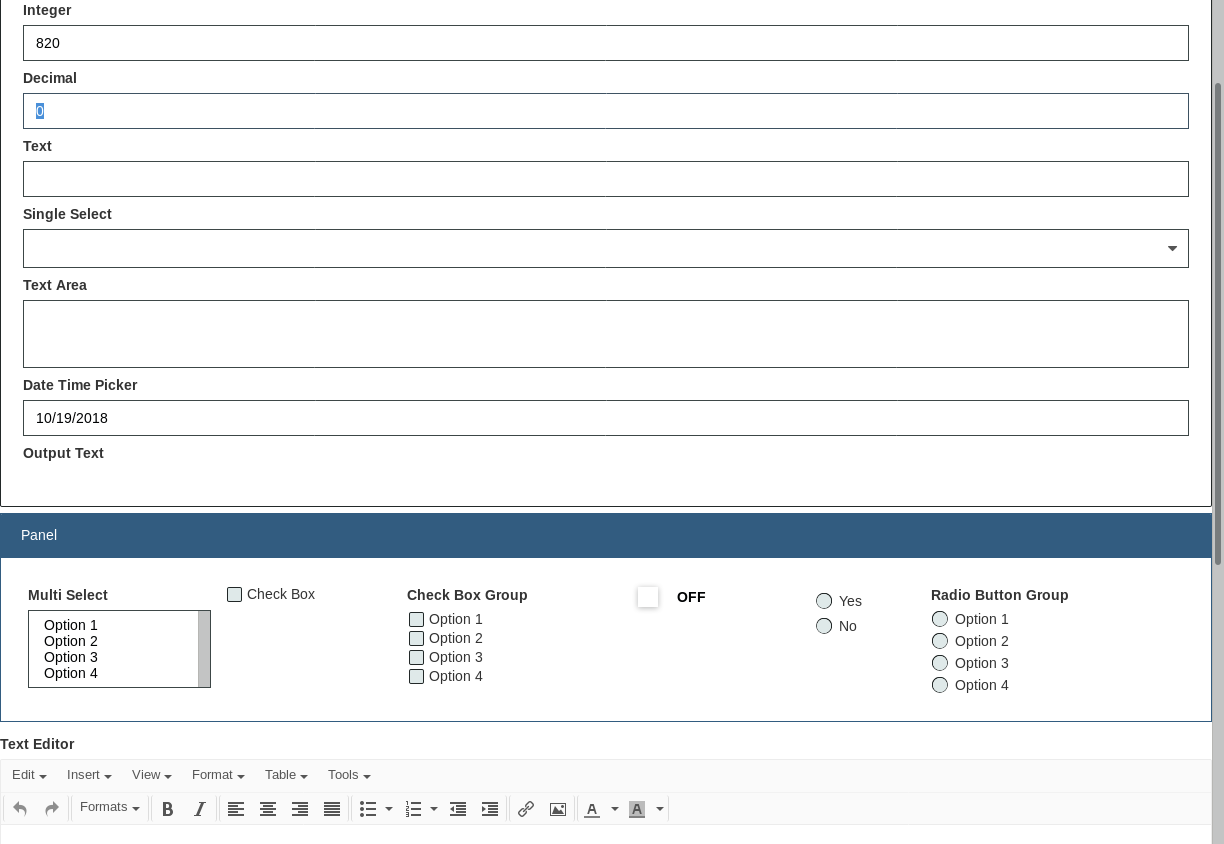 Integer
820
Decimal
0
Text
Single Select
Text Area
Date Time Picker
10/19/2018
Output Text
Panel
Multi Select
Option 1
Option 2
Option 3
Option 4
Check Box
Check Box Group
Option 1
Option 2
Option 3
Option 4
OFF
Yes
No
Radio Button Group
Option 1
Option 2
Option 3
Option 4
Text Editor
Edit Insert View Format Table Tools
Formats B I A A